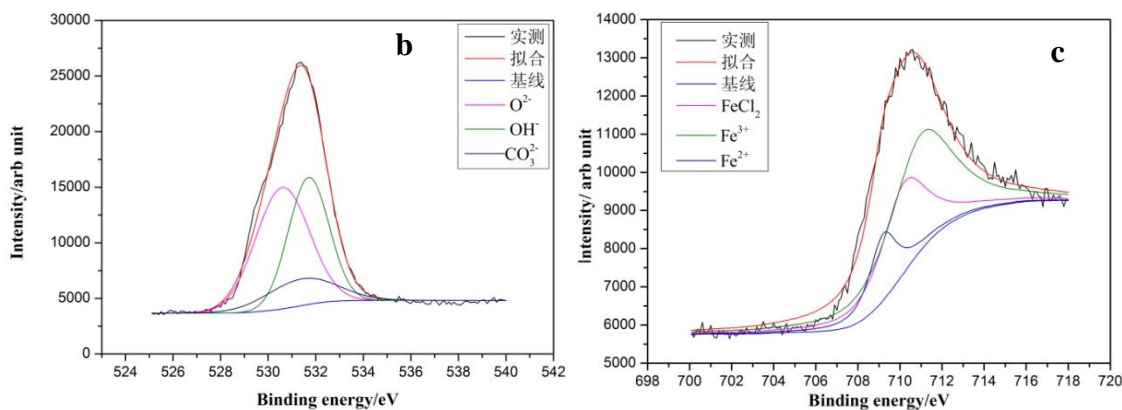 b
实测
拟合
基线
O²⁻
OH⁻
CO₃²⁻
Intensity/arb unit
30000
25000
20000
15000
10000
5000
0
524 526 528 530 532 534 536 538 540 542
Binding energy/eV
c
实测
拟合
基线
FeCl₂
Fe³⁺
Fe²⁺
Intensity/ arb unit
14000
13000
12000
11000
10000
9000
8000
7000
6000
5000
698 700 702 704 706 708 710 712 714 716 718 720
Binding energy/eV